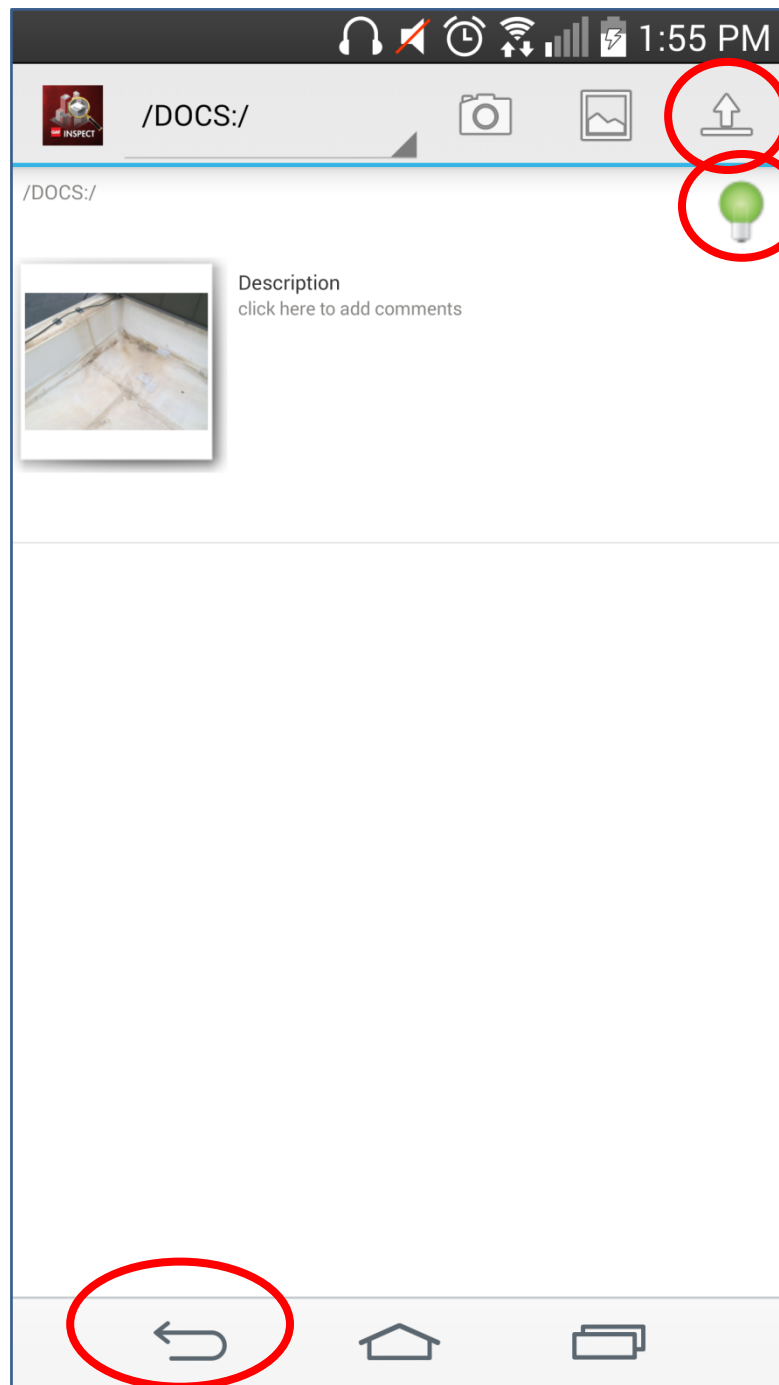 1:55 PM
INSPECT
/DOCS:/
/DOCS:/
Description
click here to add comments